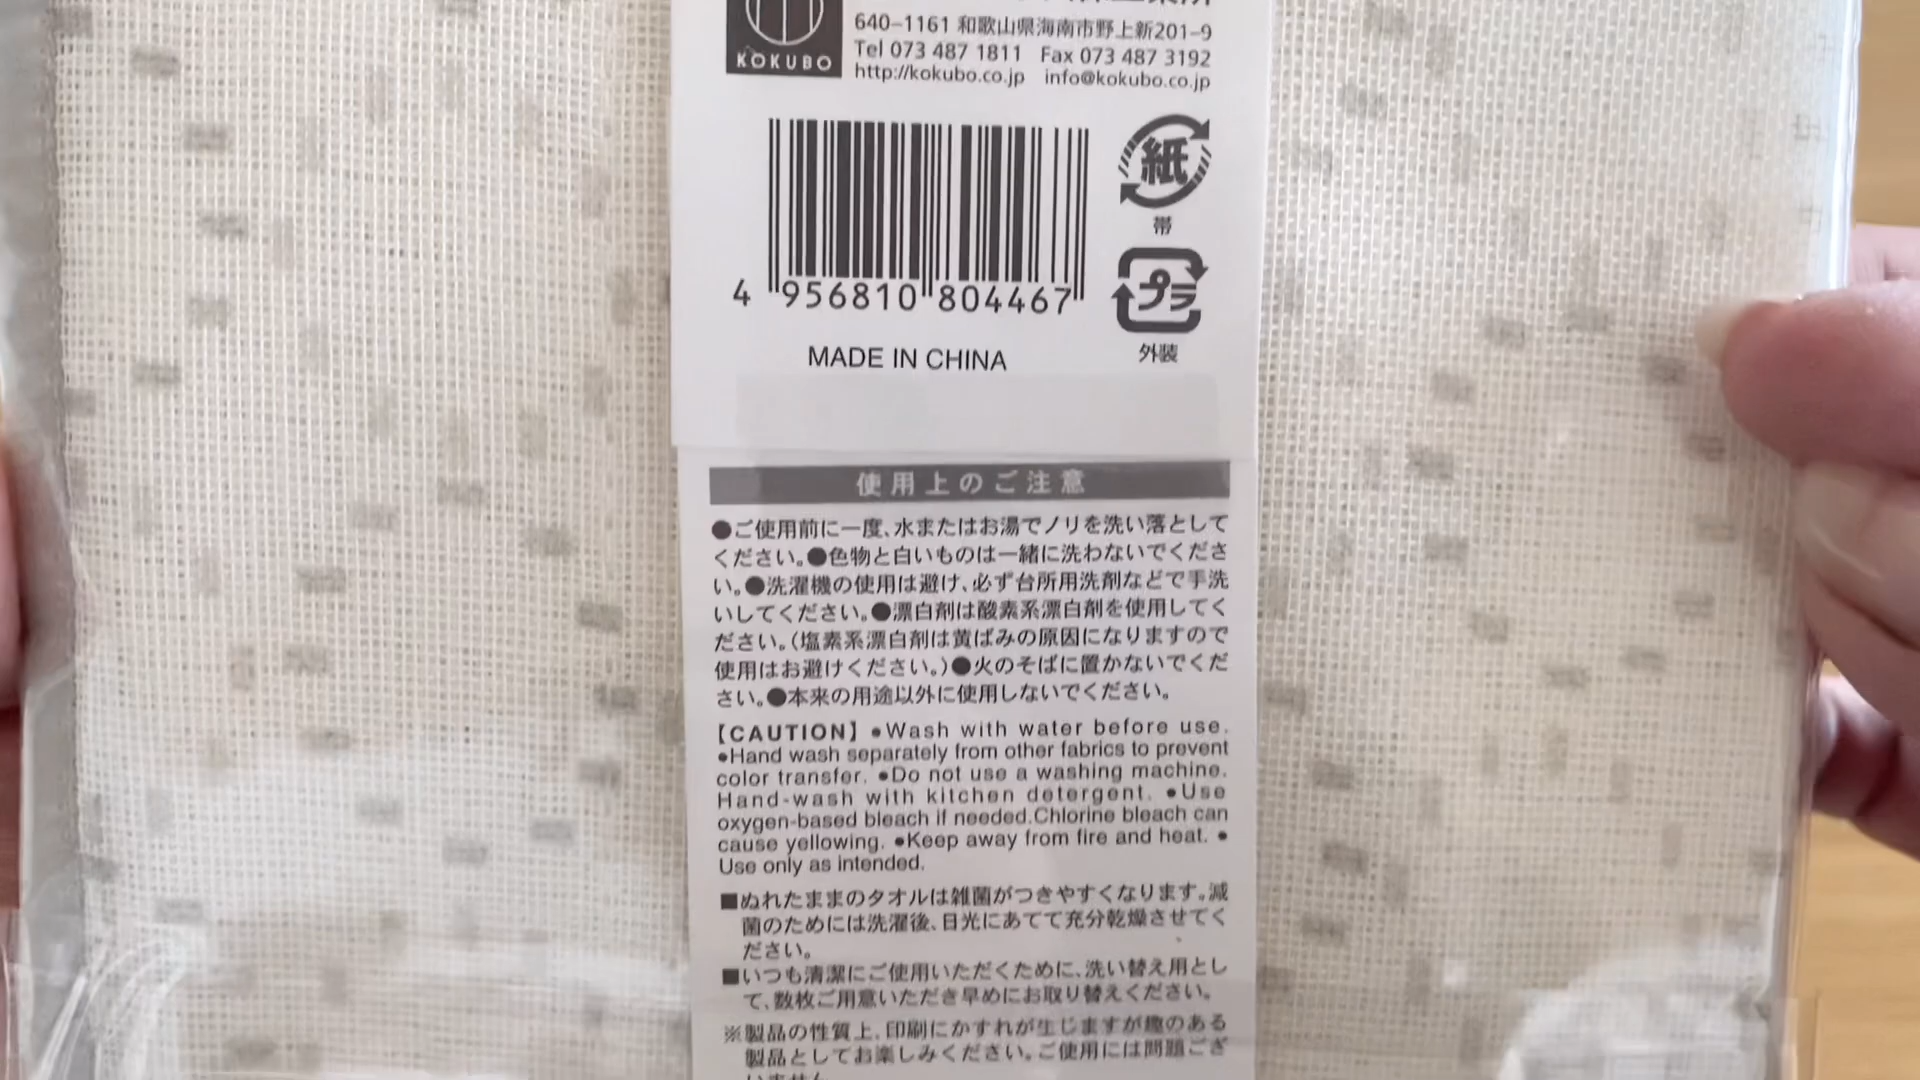 KOKUBO
640-1161 和歌山県海南市野上新201-9
Tel 073 487 1811 Fax 073 487 3192
http://kokubo.co.jp info@kokubo.co.jp
紙
帯
4 956810 804467
プラ
外装
MADE IN CHINA
使用上のご注意
●ご使用前に一度、水またはお湯でノリを洗い落として
ください。●色物と白いものは一緒に洗わないでくださ
い。●洗濯機の使用は避け、必ず台所用洗剤などで手洗
いしてください。●漂白剤は酸素系漂白剤を使用してく
ださい。(塩素系漂白剤は黄ばみの原因になりますので
使用はお避けください。)●火のそばに置かないでくだ
さい。●本来の用途以外に使用しないでください。
【CAUTION】 ●Wash with water before use.
●Hand wash separately from other fabrics to prevent
color transfer. ●Do not use a washing machine.
Hand-wash with kitchen detergent. ●Use
oxygen-based bleach if needed.Chlorine bleach can
cause yellowing. ●Keep away from fire and heat. ●
Use only as intended.
■ぬれたままのタオルは雑菌がつきやすくなります。滅
菌のためには洗濯後、日光にあてて充分乾燥させてく
ださい。
■いつも清潔にご使用いただくために、洗い替え用とし
て、数枚ご用意いただき早めにお取り替えください。
※製品の性質上、印刷にかすれが生じますが趣のある
製品としてお楽しみください。ご使用には問題ござ